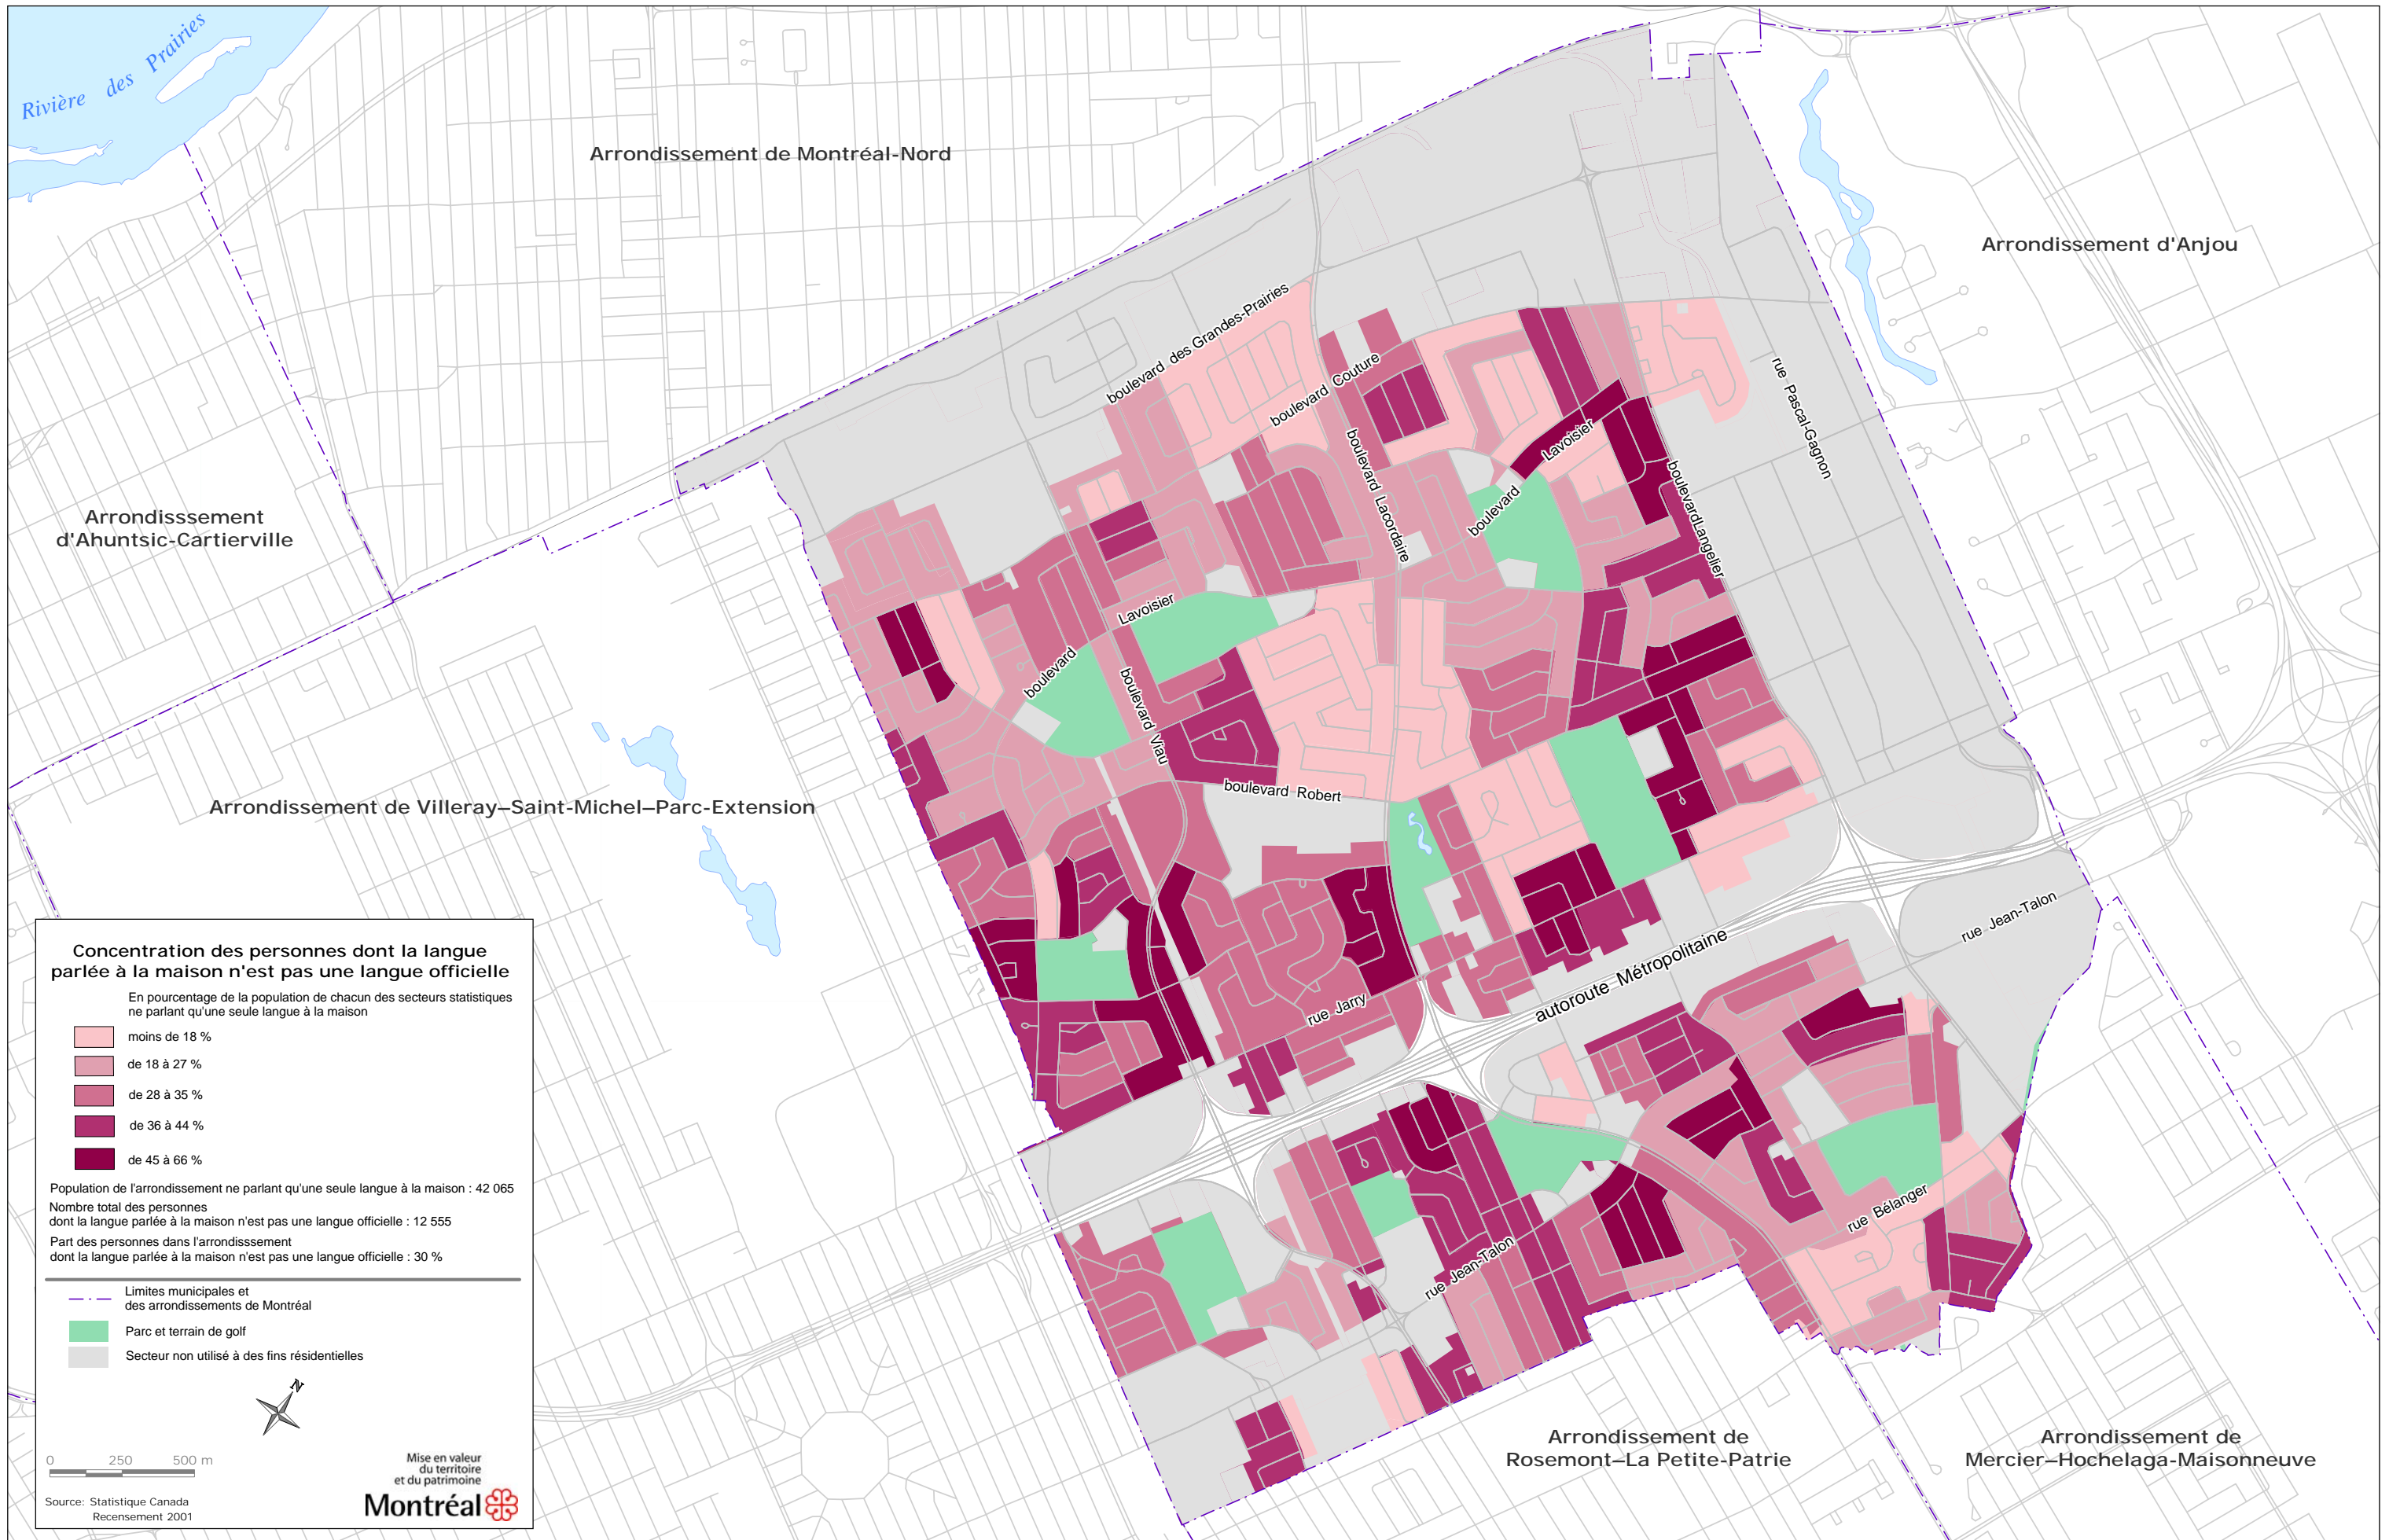 Rivière des Prairies
Arrondissement de Montréal-Nord
Arrondissement d'Anjou
Arrondisssement
d'Ahuntsic-Cartierville
Arrondissement de Villeray–Saint-Michel–Parc-Extension
boulevard des Grandes-Prairies
boulevard Couture
boulevard Lacordaire
boulevard Lavoisier
boulevard Langelier
rue Pascal-Gagnon
boulevard Lavoisier
boulevard Viau
boulevard Robert
rue Jarry
autoroute Métropolitaine
rue Jean-Talon
rue Jean-Talon
rue Bélanger
Arrondissement de
Rosemont–La Petite-Patrie
Arrondissement de
Mercier–Hochelaga-Maisonneuve
Concentration des personnes dont la langue
parlée à la maison n'est pas une langue officielle
En pourcentage de la population de chacun des secteurs statistiques
ne parlant qu'une seule langue à la maison
moins de 18 %
de 18 à 27 %
de 28 à 35 %
de 36 à 44 %
de 45 à 66 %
Population de l'arrondissement ne parlant qu'une seule langue à la maison : 42 065
Nombre total des personnes
dont la langue parlée à la maison n'est pas une langue officielle : 12 555
Part des personnes dans l'arrondisssement
dont la langue parlée à la maison n'est pas une langue officielle : 30 %
Limites municipales et
des arrondissements de Montréal
Parc et terrain de golf
Secteur non utilisé à des fins résidentielles
N
0 250 500 m
Mise en valeur
du territoire
et du patrimoine
Montréal
Source: Statistique Canada
Recensement 2001